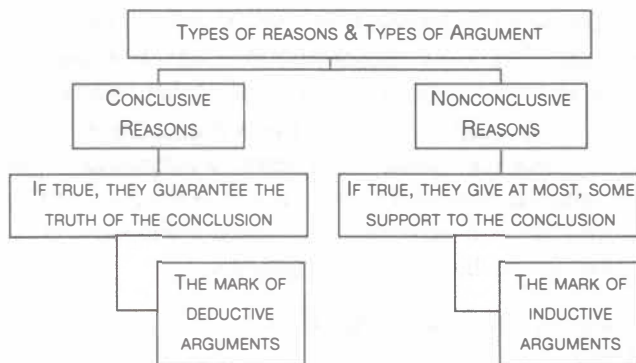 TYPES OF REASONS & TYPES OF ARGUMENT
CONCLUSIVE
REASONS
NONCONCLUSIVE
REASONS
IF TRUE, THEY GUARANTEE THE
TRUTH OF THE CONCLUSION
IF TRUE, THEY GIVE AT MOST, SOME
SUPPORT TO THE CONCLUSION
THE MARK OF
DEDUCTIVE
ARGUMENTS
THE MARK OF
INDUCTIVE
ARGUMENTS